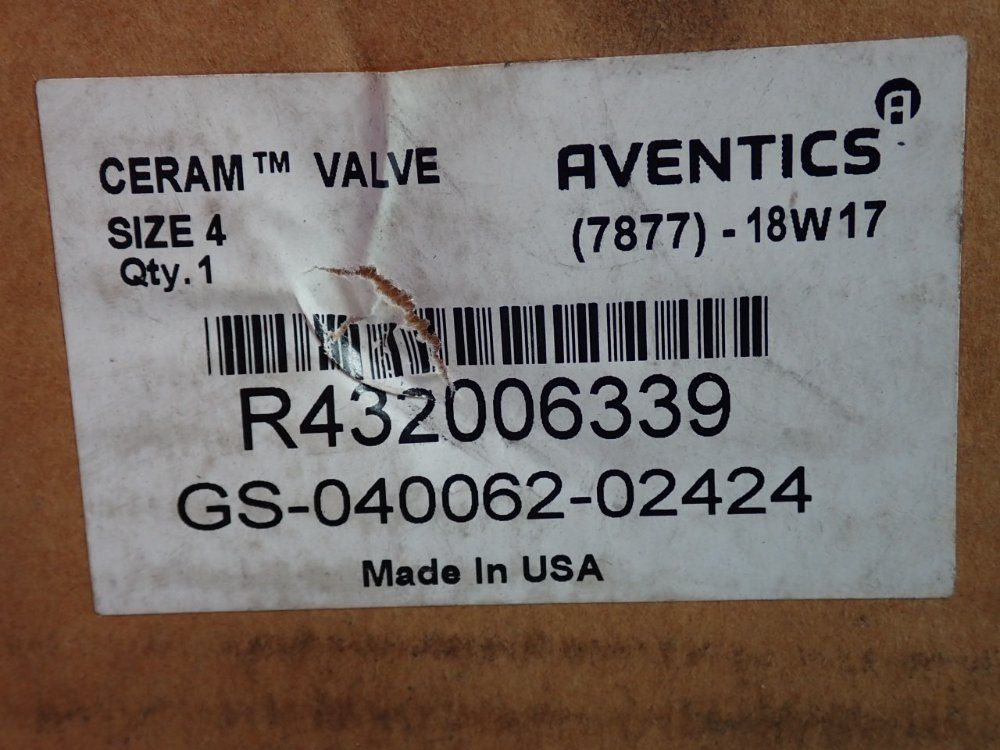 CERAM™ VALVE
AVENTICS
SIZE 4
(7877) - 18W17
Qty. 1
R432006339
GS-040062-02424
Made In USA